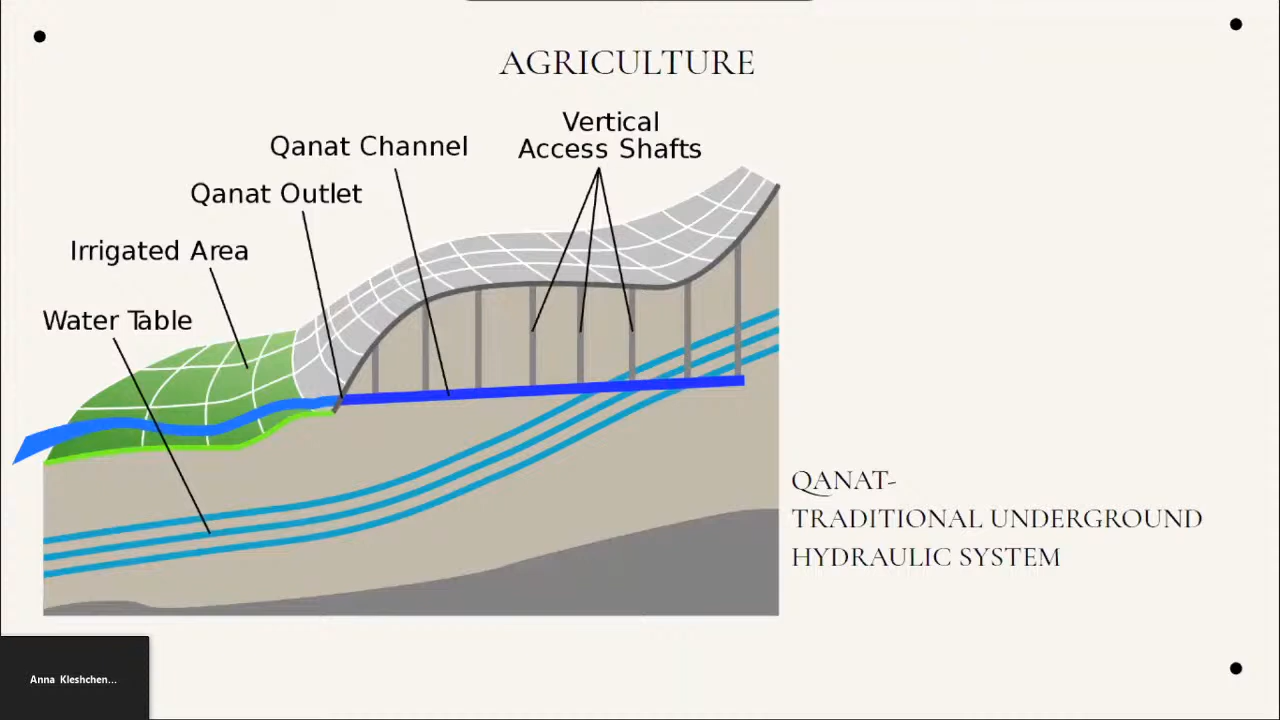 AGRICULTURE
Vertical
Access Shafts
Qanat Channel
Qanat Outlet
Irrigated Area
Water Table
QANAT-
TRADITIONAL UNDERGROUND
HYDRAULIC SYSTEM
Anna Kleshchen...